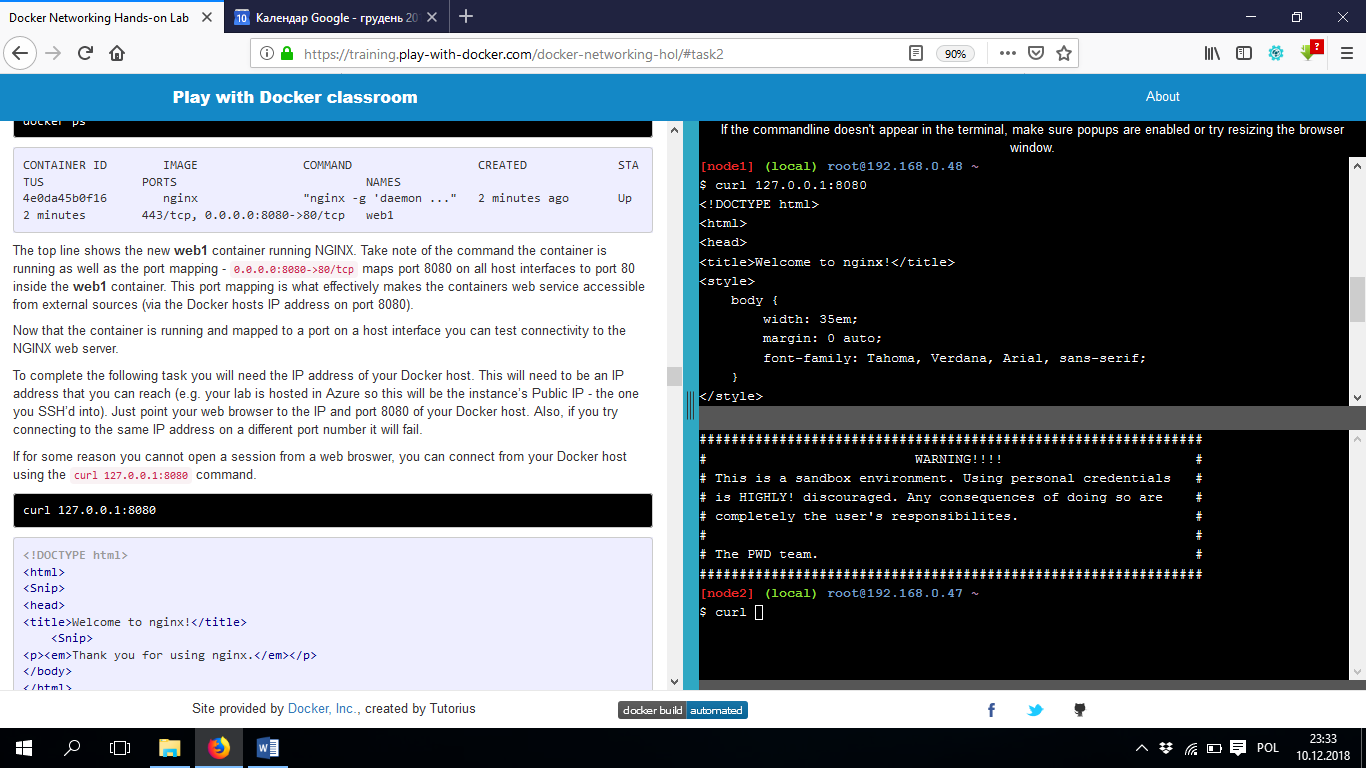 Docker Networking Hands-on Lab
10 Календар Google - грудень 20
https://training.play-with-docker.com/docker-networking-hol/#task2
90%
?
Play with Docker classroom
About
docker ps
CONTAINER ID IMAGE COMMAND CREATED STA
TUS PORTS NAMES
4e0da45b0f16 nginx "nginx -g 'daemon ..." 2 minutes ago Up
2 minutes 443/tcp, 0.0.0.0:8080->80/tcp web1
The top line shows the new web1 container running NGINX. Take note of the command the container is
running as well as the port mapping - 0.0.0.0:8080->80/tcp maps port 8080 on all host interfaces to port 80
inside the web1 container. This port mapping is what effectively makes the containers web service accessible
from external sources (via the Docker hosts IP address on port 8080).
Now that the container is running and mapped to a port on a host interface you can test connectivity to the
NGINX web server.
To complete the following task you will need the IP address of your Docker host. This will need to be an IP
address that you can reach (e.g. your lab is hosted in Azure so this will be the instance's Public IP - the one
you SSH'd into). Just point your web browser to the IP and port 8080 of your Docker host. Also, if you try
connecting to the same IP address on a different port number it will fail.
If for some reason you cannot open a session from a web broswer, you can connect from your Docker host
using the curl 127.0.0.1:8080 command.
curl 127.0.0.1:8080
<!DOCTYPE html>
<html>
<Snip>
<head>
<title>Welcome to nginx!</title>
<Snip>
<p><em>Thank you for using nginx.</em></p>
</body>
</html>
If the commandline doesn't appear in the terminal, make sure popups are enabled or try resizing the browser
window.
[node1] (local) root@192.168.0.48 ~
$ curl 127.0.0.1:8080
<!DOCTYPE html>
<html>
<head>
<title>Welcome to nginx!</title>
<style>
body {
width: 35em;
margin: 0 auto;
font-family: Tahoma, Verdana, Arial, sans-serif;
}
</style>
###############################################################
# WARNING!!!! #
# This is a sandbox environment. Using personal credentials #
# is HIGHLY! discouraged. Any consequences of doing so are #
# completely the user's responsibilites. #
# #
# The PWD team. #
###############################################################
[node2] (local) root@192.168.0.47 ~
$ curl
Site provided by Docker, Inc., created by Tutorius
docker build automated
POL
23:33
10.12.2018